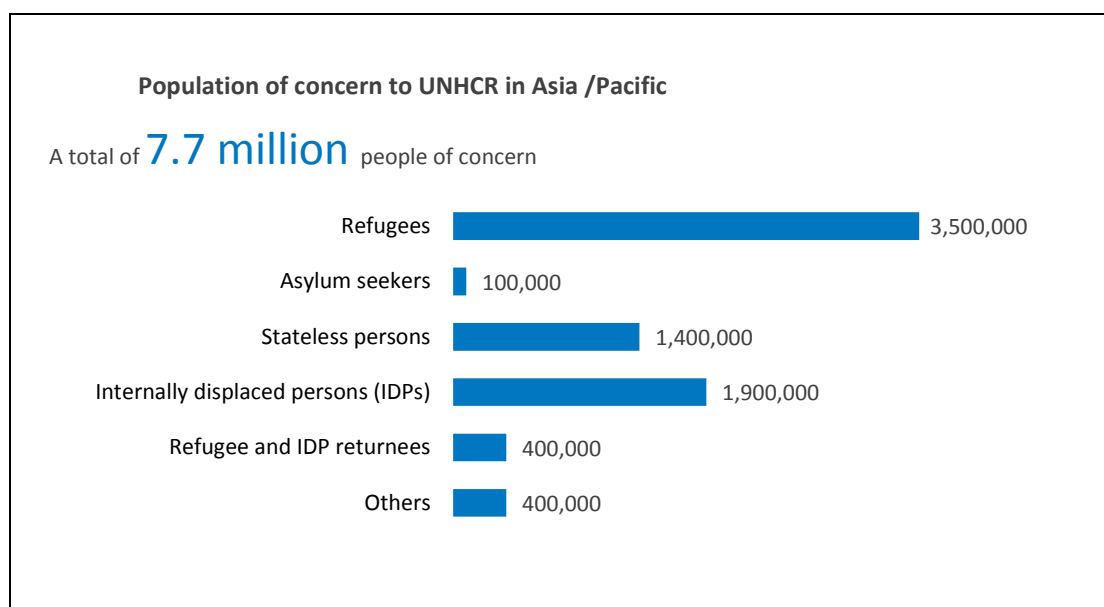 Population of concern to UNHCR in Asia /Pacific
A total of 7.7 million people of concern
Refugees 3,500,000
Asylum seekers 100,000
Stateless persons 1,400,000
Internally displaced persons (IDPs) 1,900,000
Refugee and IDP returnees 400,000
Others 400,000